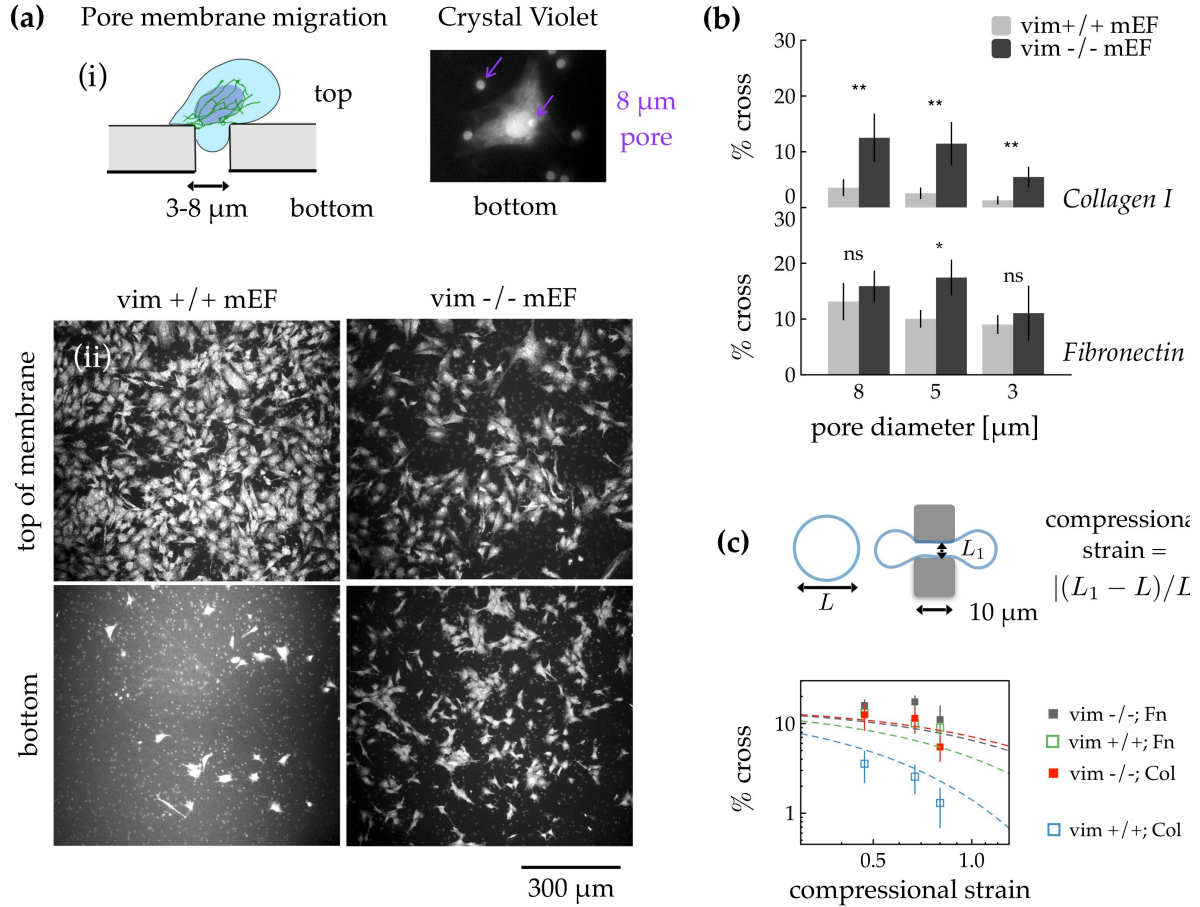 (a)
Pore membrane migration
Crystal Violet
(i)
top
3-8 µm
bottom
8 µm
pore
bottom
vim +/+ mEF
vim -/- mEF
(ii)
top of membrane
bottom
300 µm
(b)
vim+/+ mEF
vim -/- mEF
30
20
10
0
% cross
**
**
**
Collagen I
30
20
10
0
% cross
ns
*
ns
Fibronectin
8
5
3
pore diameter [µm]
(c)
L
L₁
10 µm
compressiona
strain =
|(L₁ − L)/L
10
1
% cross
0.5
1.0
compressional strain
vim -/-; Fn
vim +/+; Fn
vim -/-; Col
vim +/+; Col